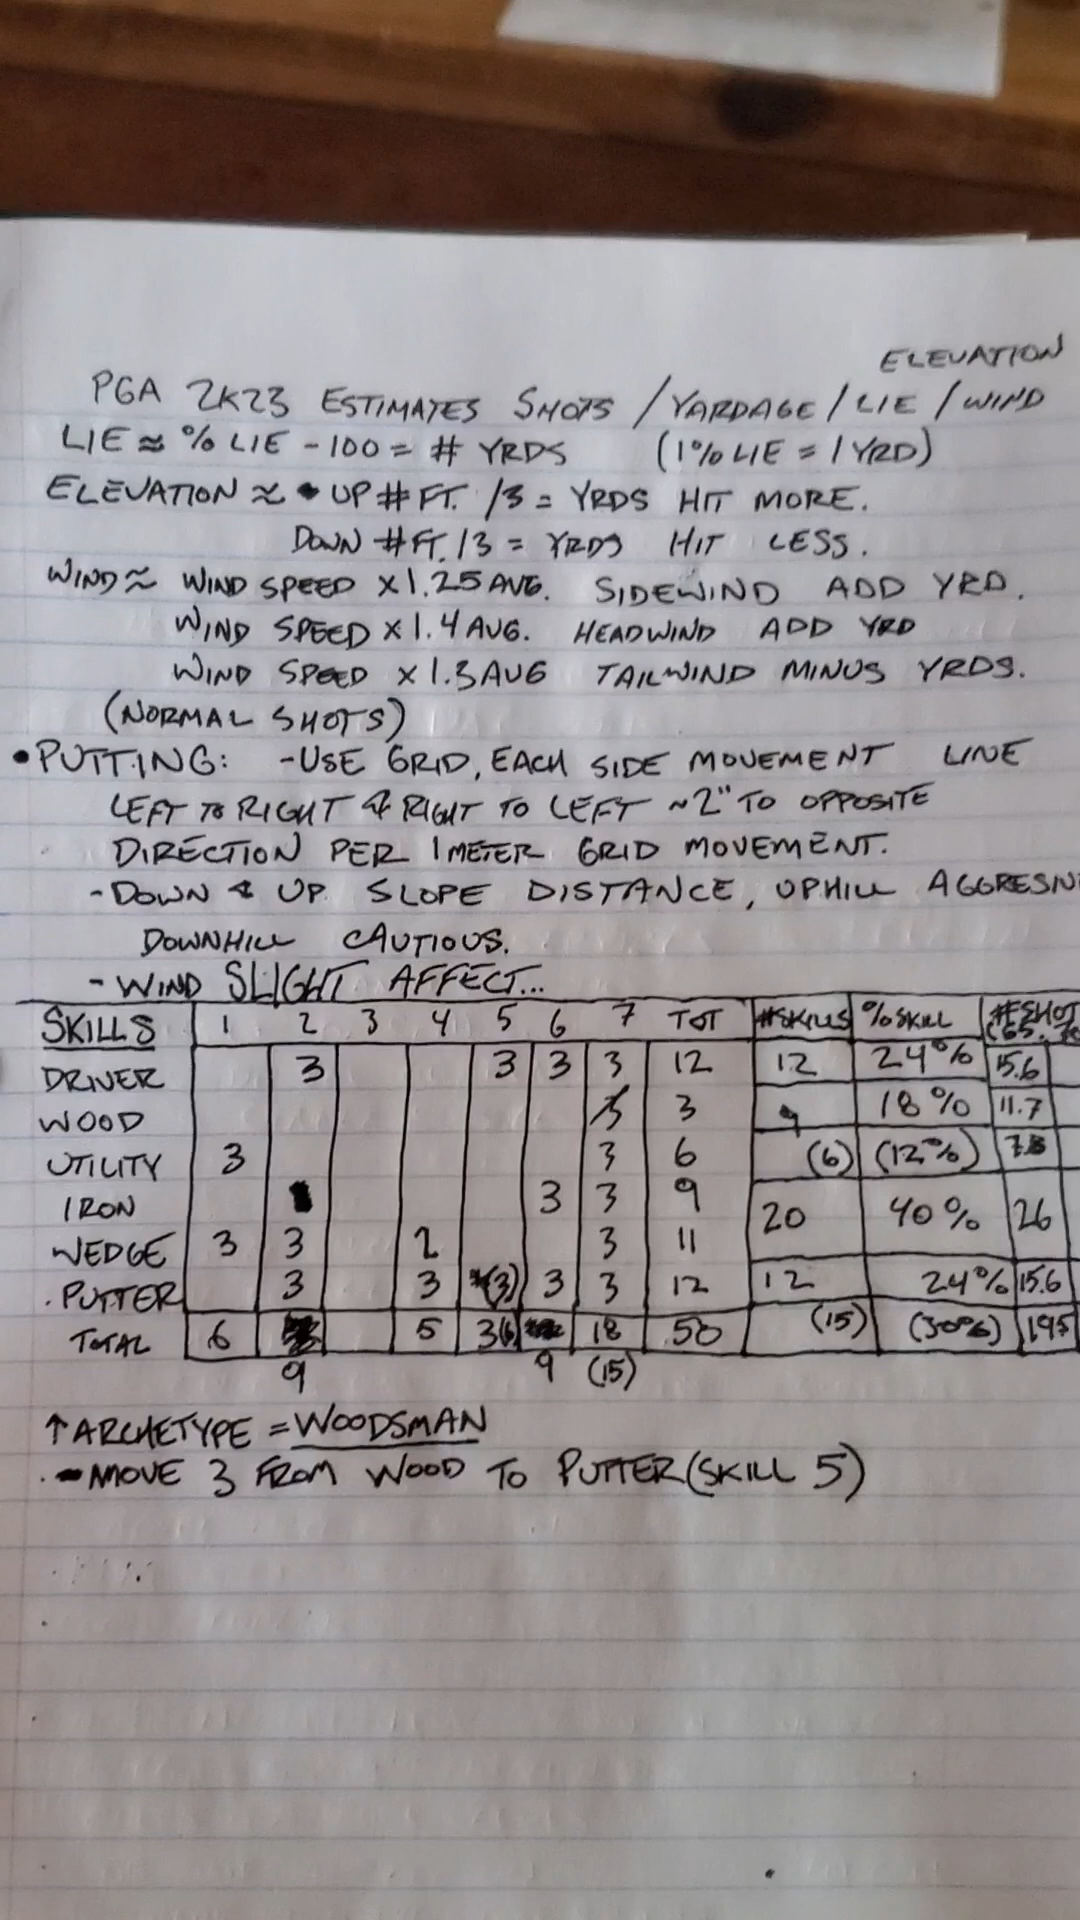 ELEVATION
PGA 2K23 ESTIMATES SHOTS / YARDAGE / LIE / WIND
LIE ≈ % LIE - 100 = # YRDS (1% LIE = 1 YRD)
ELEVATION ≈ UP # FT. /3 = YRDS HIT MORE.
DOWN #FT. /3 = YRDS HIT LESS.
WIND ≈ WIND SPEED X 1.25 AVG. SIDEWIND ADD YRD.
WIND SPEED X 1.4 AVG. HEADWIND ADD YRD
WIND SPEED X 1.3 AVG TAILWIND MINUS YRDS.
(NORMAL SHOTS)
• PUTTING: - USE GRID, EACH SIDE MOVEMENT LINE
LEFT TO RIGHT & RIGHT TO LEFT ~2" TO OPPOSITE
DIRECTION PER 1 METER GRID MOVEMENT.
- DOWN & UP SLOPE DISTANCE, UPHILL AGGRESIV
DOWNHILL CAUTIOUS.
- WIND SLIGHT AFFECT...
SKILLS 1 2 3 4 5 6 7 TOT #SKILLS % SKILL #SHOT
DRIVER 3 3 3 3 12 12 24% 15.6
WOOD 3 3 9 18% 11.7
UTILITY 3 3 6 (6) (12%) 7.8
IRON 3 3 9 20 40% 26
WEDGE 3 3 2 3 11
PUTTER 3 3 (3) 3 3 12 12 24% 15.6
TOTAL 6 5 3(6) 18 50 (15) (30%) 19.5
9 9 (15)
↑ ARCHETYPE = WOODSMAN
- MOVE 3 FROM WOOD TO PUTTER (SKILL 5)